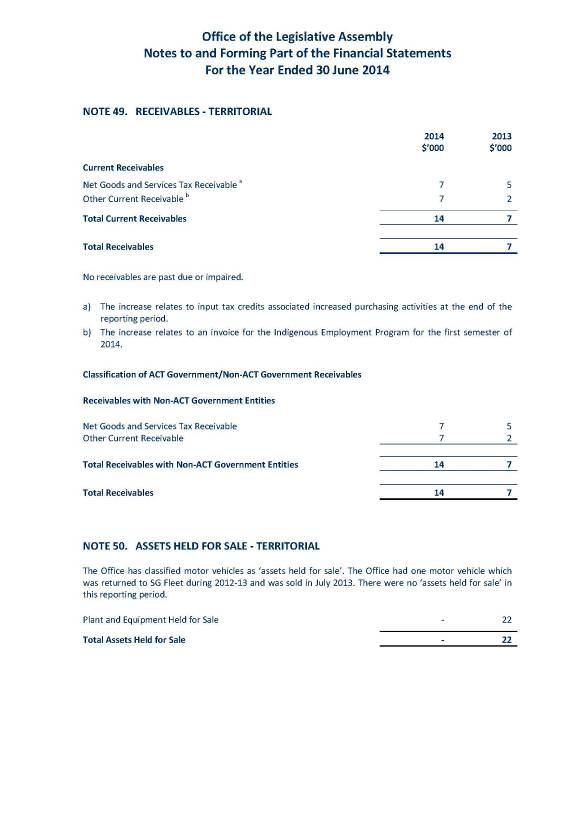 Office of the Legislative Assembly
Notes to and Forming Part of the Financial Statements
For the Year Ended 30 June 2014
NOTE 49. RECEIVABLES - TERRITORIAL
2014 2013
$'000 $'000
Current Receivables
Net Goods and Services Tax Receivable a 7 5
Other Current Receivable b 7 2
Total Current Receivables 14 7
Total Receivables 14 7
No receivables are past due or impaired.
a) The increase relates to input tax credits associated increased purchasing activities at the end of the
reporting period.
b) The increase relates to an invoice for the Indigenous Employment Program for the first semester of
2014.
Classification of ACT Government/Non-ACT Government Receivables
Receivables with Non-ACT Government Entities
Net Goods and Services Tax Receivable 7 5
Other Current Receivable 7 2
Total Receivables with Non-ACT Government Entities 14 7
Total Receivables 14 7
NOTE 50. ASSETS HELD FOR SALE - TERRITORIAL
The Office has classified motor vehicles as ‘assets held for sale’. The Office had one motor vehicle which
was returned to SG Fleet during 2012-13 and was sold in July 2013. There were no ‘assets held for sale’ in
this reporting period.
Plant and Equipment Held for Sale - 22
Total Assets Held for Sale - 22